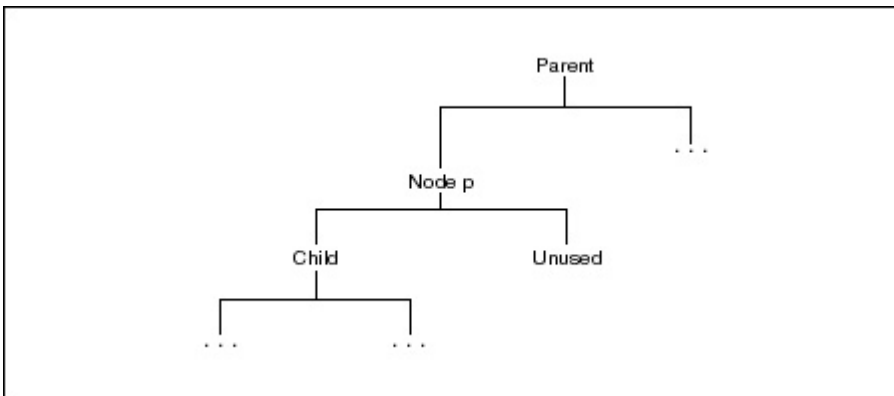 Parent
. . .
Node p
Child Unused
. . . . . .